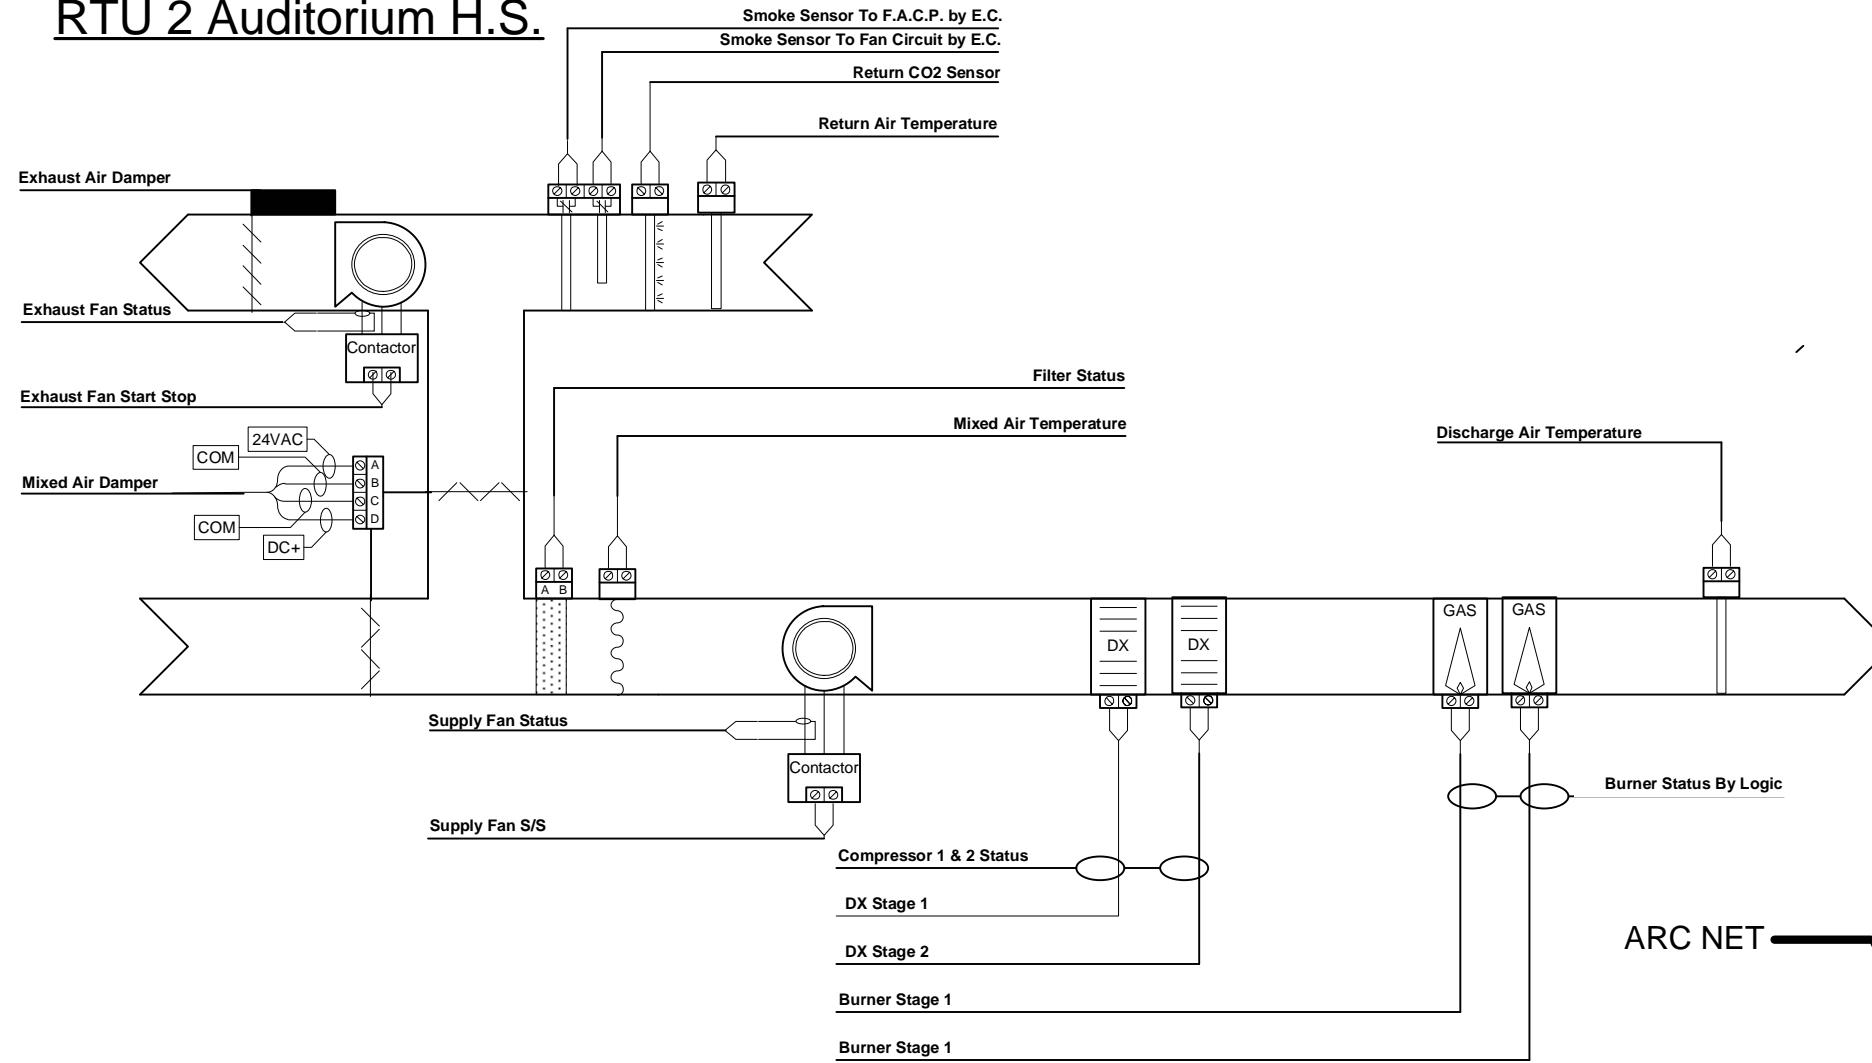 RTU 2 Auditorium H.S.
Smoke Sensor To F.A.C.P. by E.C.
Smoke Sensor To Fan Circuit by E.C.
Return CO2 Sensor
Return Air Temperature
Exhaust Air Damper
Exhaust Fan Status
Contactor
Exhaust Fan Start Stop
Filter Status
Mixed Air Temperature
Discharge Air Temperature
24VAC
COM
A
B
Mixed Air Damper
C
D
COM
DC+
A B
GAS
GAS
DX
DX
Supply Fan Status
Contactor
Supply Fan S/S
Burner Status By Logic
Compressor 1 & 2 Status
DX Stage 1
DX Stage 2
ARC NET
Burner Stage 1
Burner Stage 1